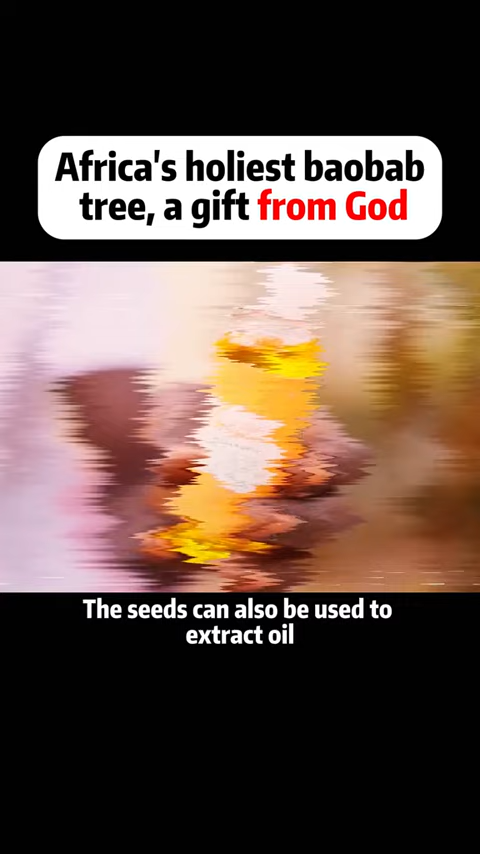 Africa's holiest baobab
tree, a gift from God
The seeds can also be used to
extract oil